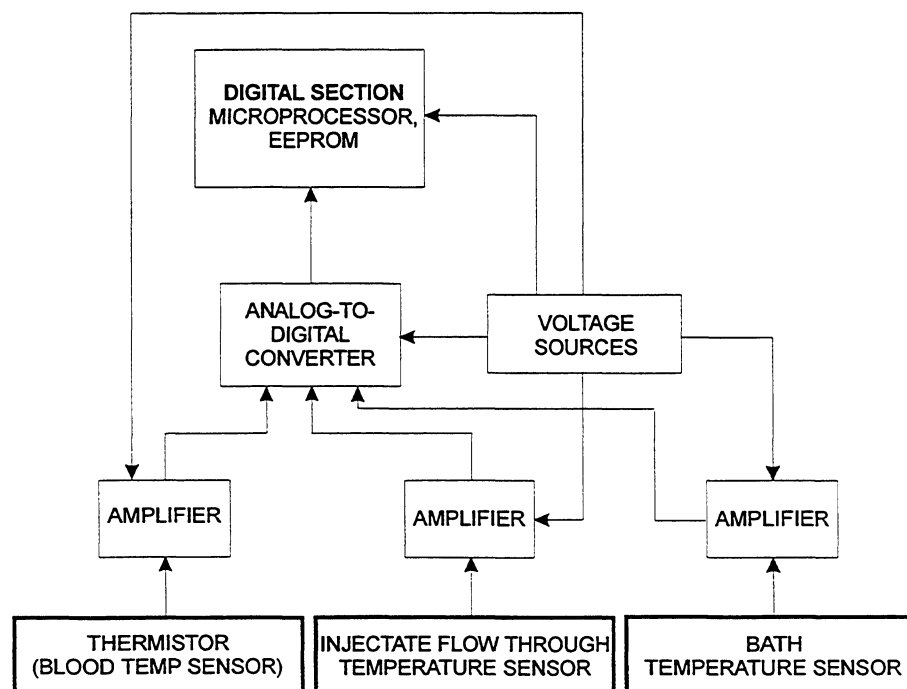 DIGITAL SECTION
MICROPROCESSOR,
EEPROM
ANALOG-TO-
DIGITAL
CONVERTER
VOLTAGE
SOURCES
AMPLIFIER
AMPLIFIER
AMPLIFIER
THERMISTOR
(BLOOD TEMP SENSOR)
INJECTATE FLOW THROUGH
TEMPERATURE SENSOR
BATH
TEMPERATURE SENSOR